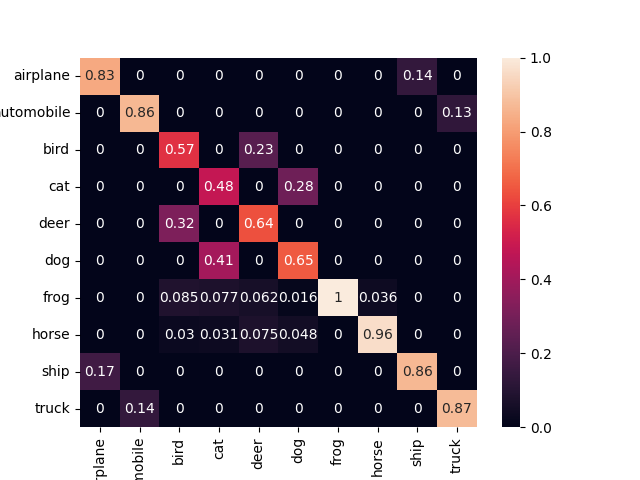 airplane 0.83 0 0 0 0 0 0 0 0.14 0
utomobile 0 0.86 0 0 0 0 0 0 0 0.13
bird 0 0 0.57 0 0.23 0 0 0 0 0
cat 0 0 0 0.48 0 0.28 0 0 0 0
deer 0 0 0.32 0 0.64 0 0 0 0 0
dog 0 0 0 0.41 0 0.65 0 0 0 0
frog 0 0 0.085 0.077 0.062 0.016 1 0.036 0 0
horse 0 0 0.03 0.031 0.075 0.048 0 0.96 0 0
ship 0.17 0 0 0 0 0 0 0 0.86 0
truck 0 0.14 0 0 0 0 0 0 0 0.87
rplane mobile bird cat deer dog frog horse ship truck
1.0
0.8
0.6
0.4
0.2
0.0